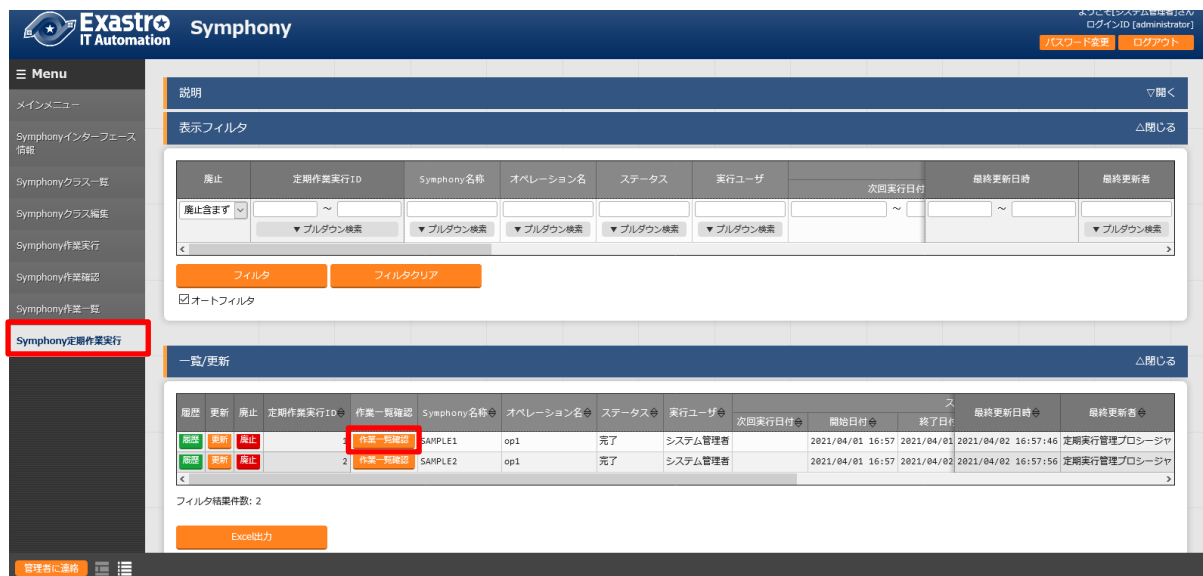 ようこそ[システム管理者]さん
Exastro
IT Automation
Symphony
ログインID [administrator]
パスワード変更 ログアウト
☰ Menu
メインメニュー
Symphonyインターフェース
情報
Symphonyクラス一覧
Symphonyクラス編集
Symphony作業実行
Symphony作業確認
Symphony作業一覧
Symphony定期作業実行
説明 ▽開く
表示フィルタ △閉じる
廃止 定期作業実行ID Symphony名称 オペレーション名 ステータス 実行ユーザ 次回実行日付 最終更新日時 最終更新者
廃止含まず ~ ~ ~
▼プルダウン検索 ▼プルダウン検索 ▼プルダウン検索 ▼プルダウン検索 ▼プルダウン検索 ▼プルダウン検索
フィルタ フィルタクリア
オートフィルタ
一覧/更新 △閉じる
ス
履歴 更新 廃止 定期作業実行ID 作業一覧確認 Symphony名称 オペレーション名 ステータス 実行ユーザ 次回実行日付 開始日付 終了日付 最終更新日時 最終更新者
履歴 更新 廃止 1 作業一覧確認 SAMPLE1 op1 完了 システム管理者 2021/04/01 16:57 2021/04/01 2021/04/02 16:57:46 定期実行管理プロシージャ
履歴 更新 廃止 2 作業一覧確認 SAMPLE2 op1 完了 システム管理者 2021/04/01 16:57 2021/04/02 2021/04/02 16:57:56 定期実行管理プロシージャ
フィルタ結果件数: 2
Excel出力
管理者に連絡